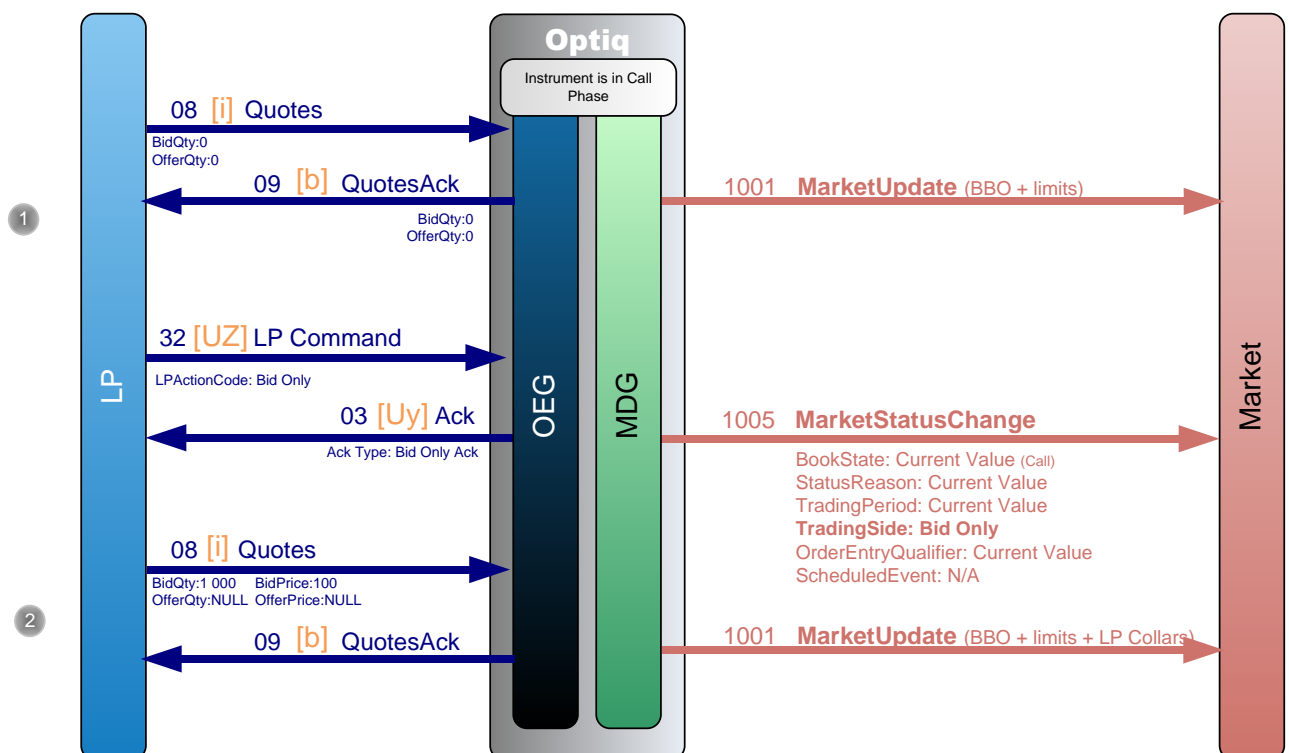 Optiq
Instrument is in Call
Phase
08 [i] Quotes
BidQty:0
OfferQty:0
09 [b] QuotesAck
BidQty:0
OfferQty:0
1001 MarketUpdate (BBO + limits)
1
32 [UZ] LP Command
LPActionCode: Bid Only
03 [Uy] Ack
Ack Type: Bid Only Ack
LP
OEG
MDG
Market
1005 MarketStatusChange
BookState: Current Value (Call)
StatusReason: Current Value
TradingPeriod: Current Value
TradingSide: Bid Only
OrderEntryQualifier: Current Value
ScheduledEvent: N/A
08 [i] Quotes
BidQty:1 000 BidPrice:100
OfferQty:NULL OfferPrice:NULL
2
09 [b] QuotesAck
1001 MarketUpdate (BBO + limits + LP Collars)